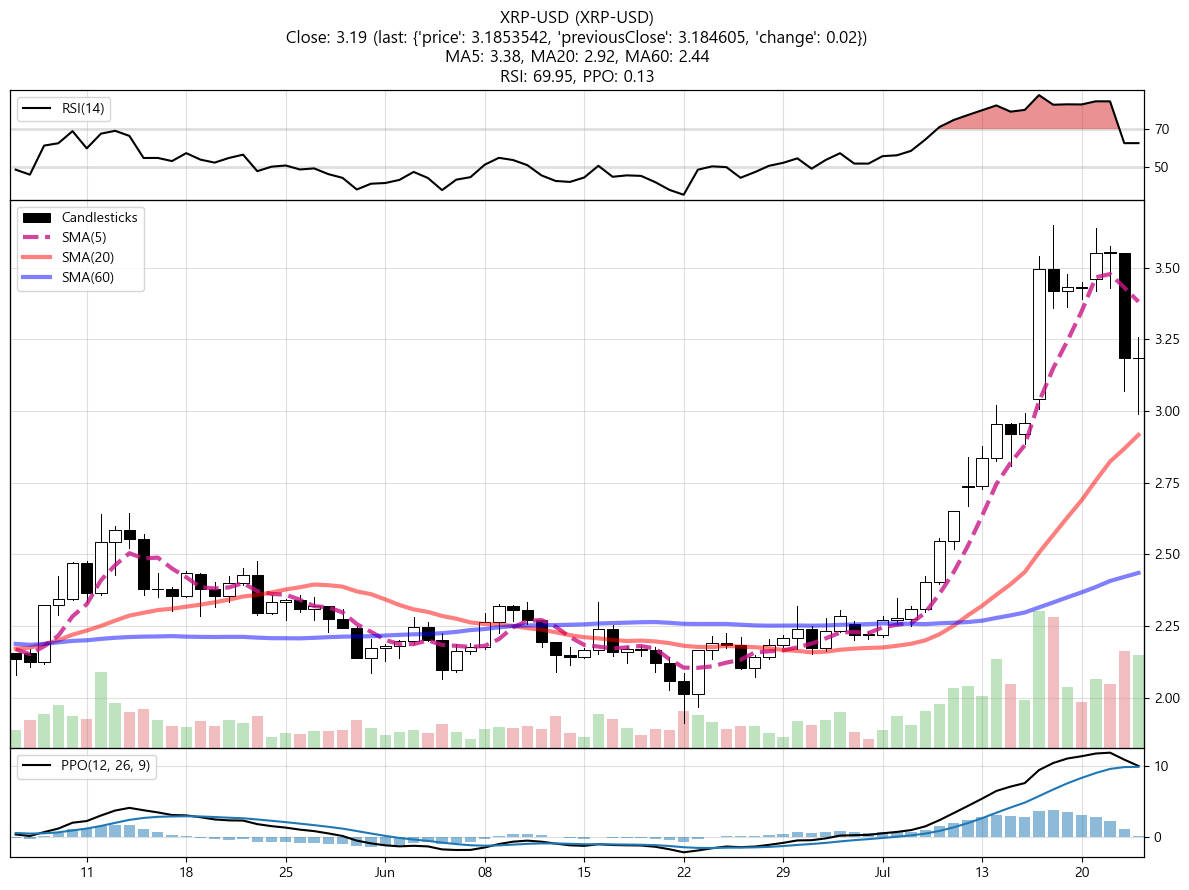 XRP-USD (XRP-USD)
Close: 3.19 (last: {'price': 3.1853542, 'previousClose': 3.184605, 'change': 0.02})
MA5: 3.38, MA20: 2.92, MA60: 2.44
RSI: 69.95, PPO: 0.13
RSI(14)
70
50
Candlesticks
SMA(5)
SMA(20)
SMA(60)
3.50
3.25
3.00
2.75
2.50
2.25
2.00
PPO(12, 26, 9)
10
0
11 18 25 Jun 08 15 22 29 Jul 13 20